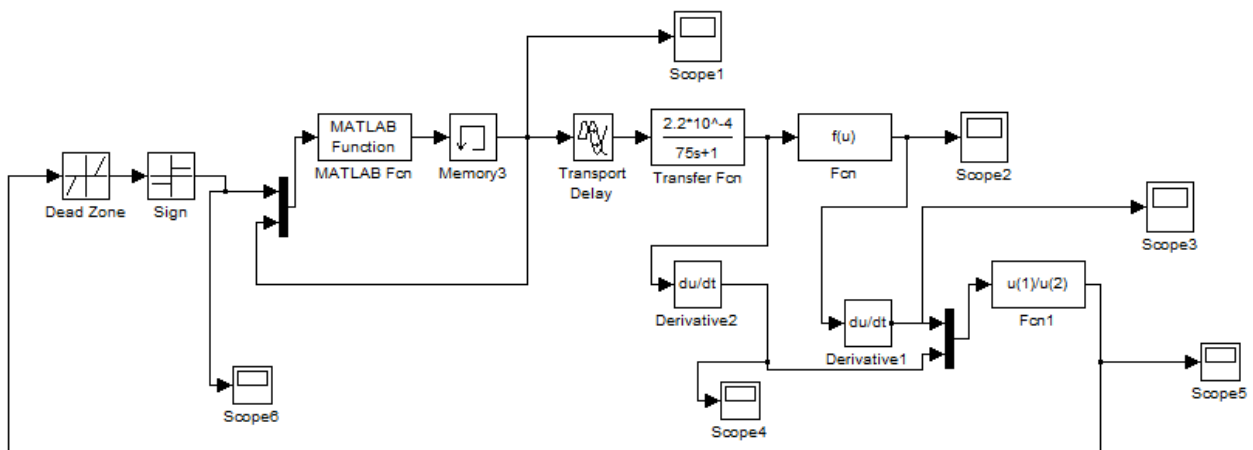 Scope1
MATLAB
Function
MATLAB Fcn
Memory3
Transport
Delay
2.2*10^-4
75s+1
Transfer Fcn
f(u)
Fcn
Scope2
Dead Zone
Sign
Scope3
du/dt
Derivative2
du/dt
Derivative1
u(1)/u(2)
Fcn1
Scope6
Scope4
Scope5